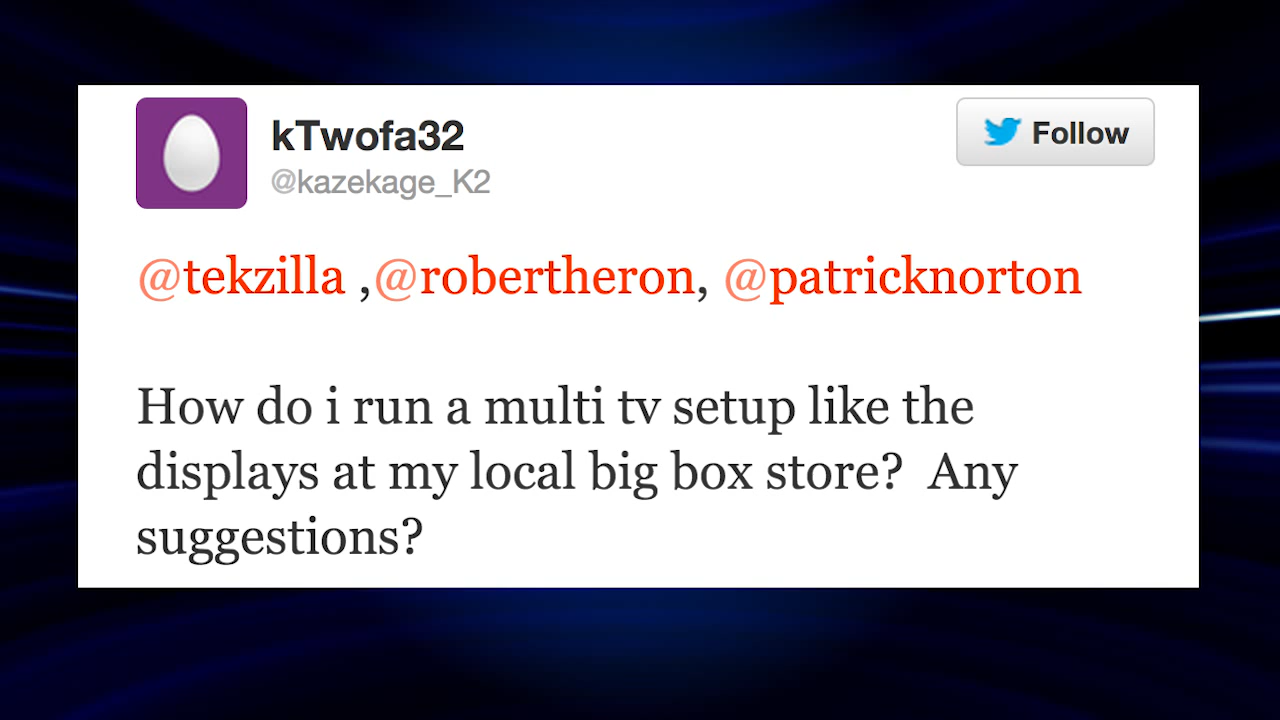 kTwofa32
Follow
@kazekage_K2
@tekzilla ,@robertheron, @patricknorton
How do i run a multi tv setup like the
displays at my local big box store?  Any
suggestions?